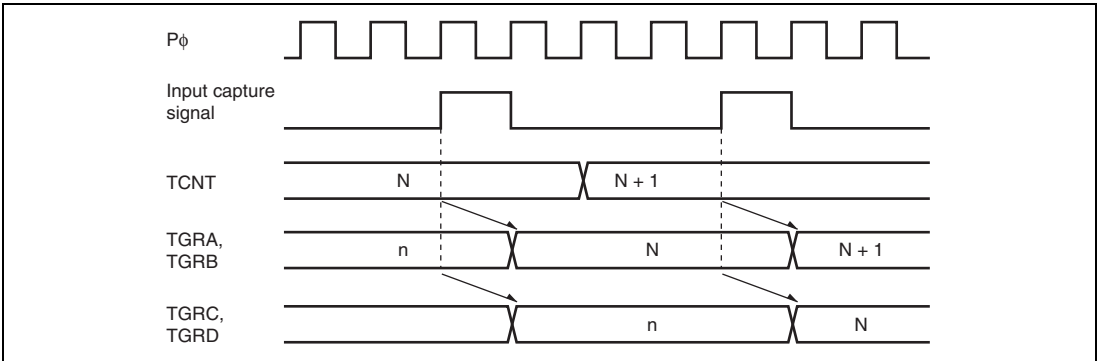 Pϕ
Input capture
signal
TCNT
N
N + 1
TGRA,
TGRB
n
N
N + 1
TGRC,
TGRD
n
N